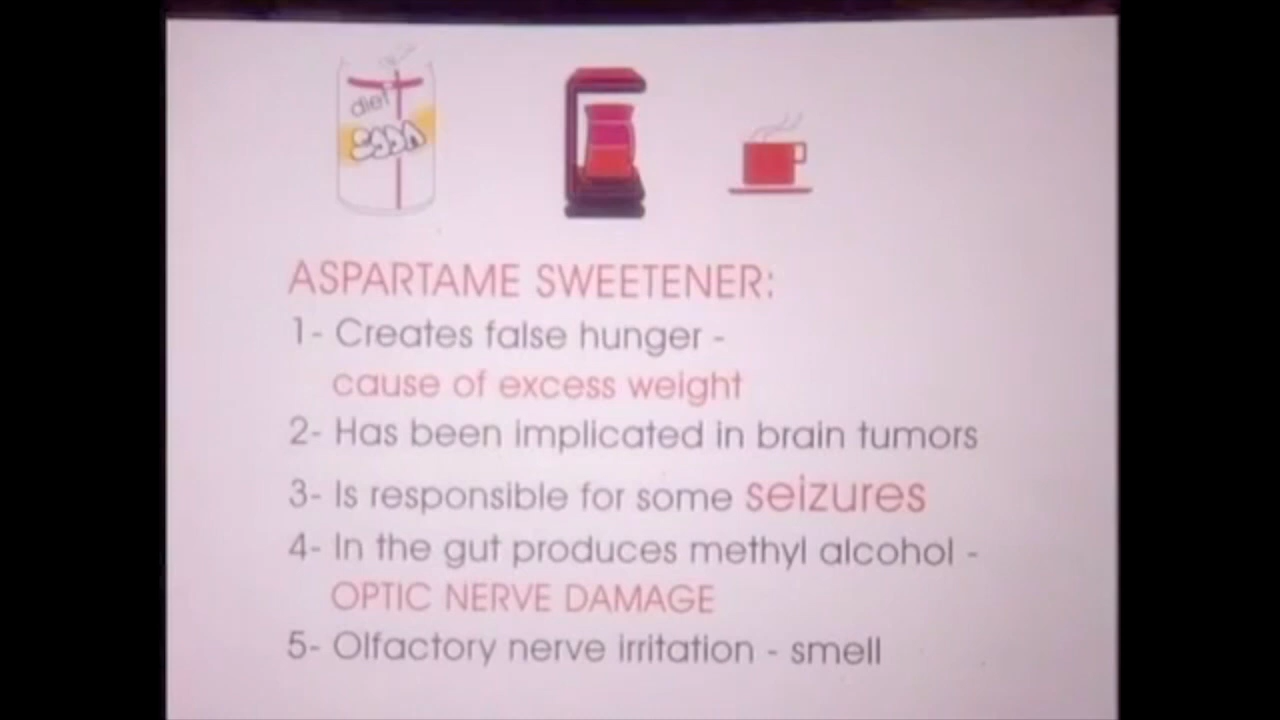 diet
SODA
ASPARTAME SWEETENER:
1- Creates false hunger -
cause of excess weight
2- Has been implicated in brain tumors
3- Is responsible for some seizures
4- In the gut produces methyl alcohol -
OPTIC NERVE DAMAGE
5- Olfactory nerve irritation - smell